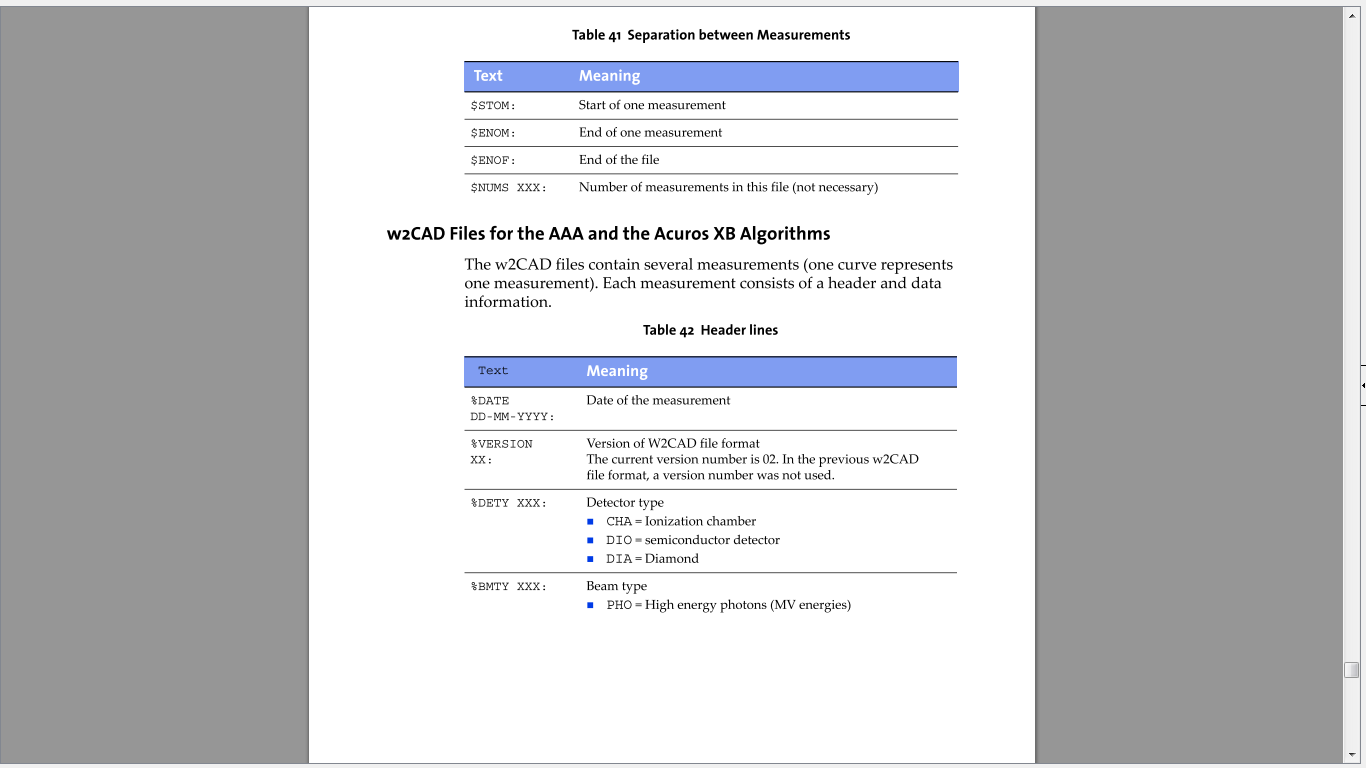 Table 41 Separation between Measurements
Text Meaning
$STOM: Start of one measurement
$ENOM: End of one measurement
$ENOF: End of the file
$NUMS XXX: Number of measurements in this file (not necessary)
w2CAD Files for the AAA and the Acuros XB Algorithms
The w2CAD files contain several measurements (one curve represents
one measurement). Each measurement consists of a header and data
information.
Table 42 Header lines
Text Meaning
%DATE Date of the measurement
DD-MM-YYYY:
%VERSION Version of W2CAD file format
XX: The current version number is 02. In the previous w2CAD
file format, a version number was not used.
%DETY XXX: Detector type
■ CHA = Ionization chamber
■ DIO = semiconductor detector
■ DIA = Diamond
%BMTY XXX: Beam type
■ PHO = High energy photons (MV energies)